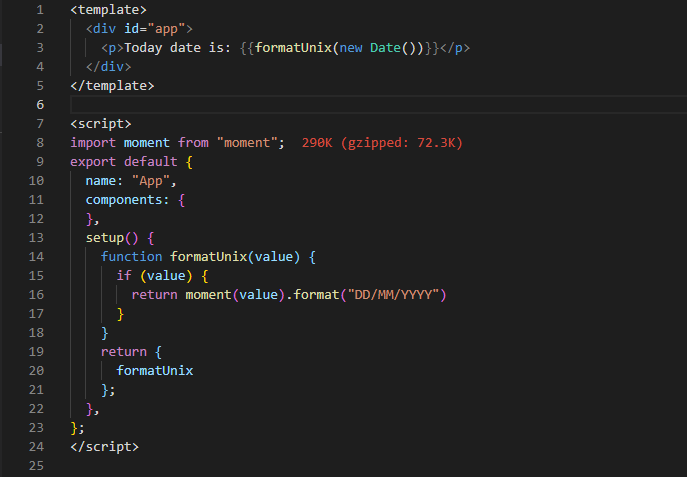 1 <template>
2   <div id="app">
3     <p>Today date is: {{formatUnix(new Date())}}</p>
4   </div>
5 </template>
6
7 <script>
8 import moment from "moment";  290K (gzipped: 72.3K)
9 export default {
10   name: "App",
11   components: {
12   },
13   setup() {
14     function formatUnix(value) {
15       if (value) {
16         return moment(value).format("DD/MM/YYYY")
17       }
18     }
19     return {
20       formatUnix
21     };
22   },
23 };
24 </script>
25